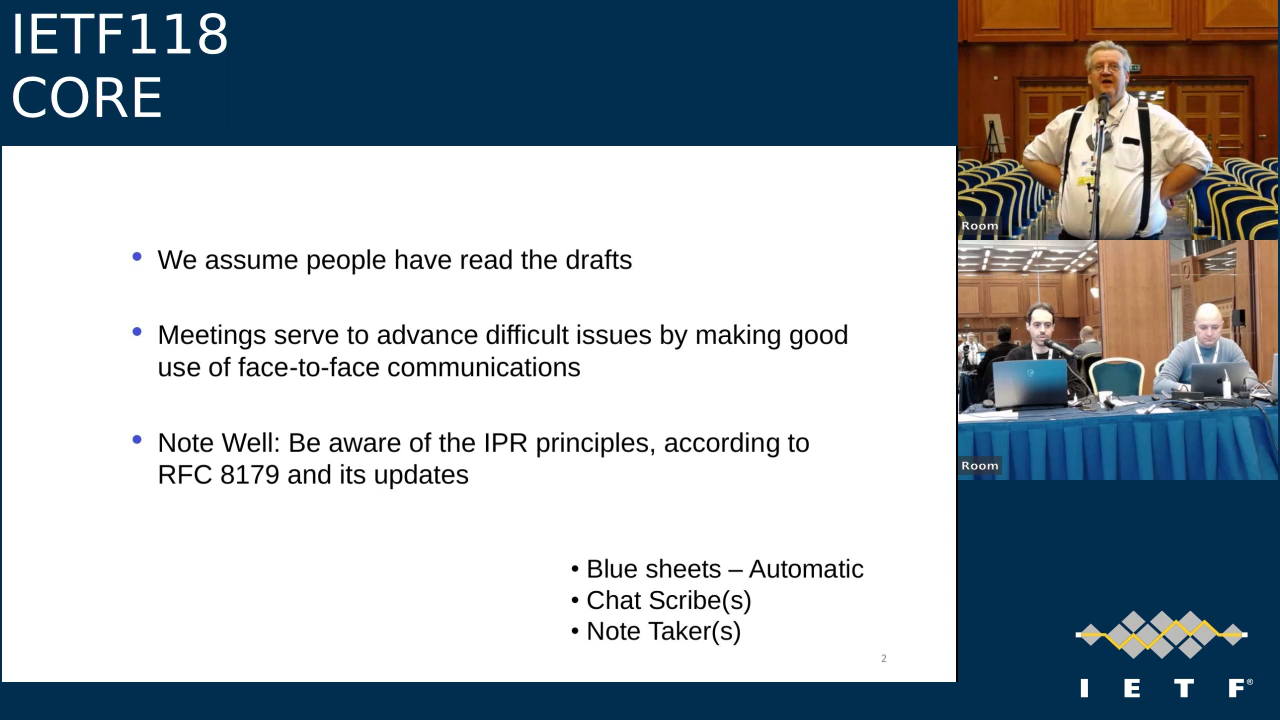 IETF118
CORE
• We assume people have read the drafts
• Meetings serve to advance difficult issues by making good
use of face-to-face communications
• Note Well: Be aware of the IPR principles, according to
RFC 8179 and its updates
• Blue sheets – Automatic
• Chat Scribe(s)
• Note Taker(s)
2
Room
Room
I E T F®